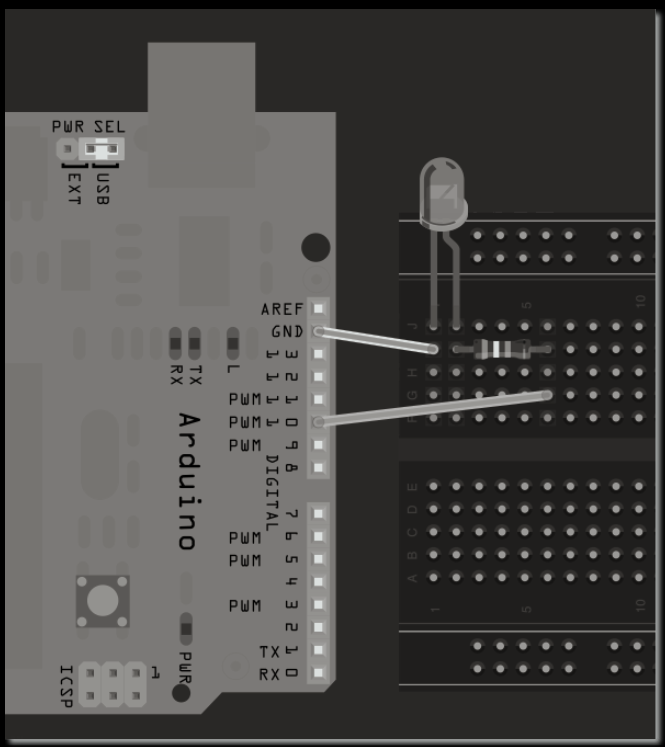 PWR SEL
EXT
USB
AREF
GND
13
12
PWM 11
PWM 10
PWM 9
8
RX
TX
L
Arduino
DIGITAL
7
PWM 6
PWM 5
4
PWM 3
2
TX 1
RX 0
PWR
ICSP
1
5
10
J
H
G
F
E
D
C
B
A
1
5
10